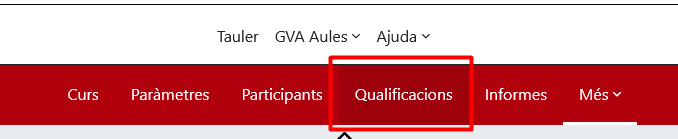 Tauler GVA Aules Ajuda
Curs Paràmetres Participants Qualificacions Informes Més